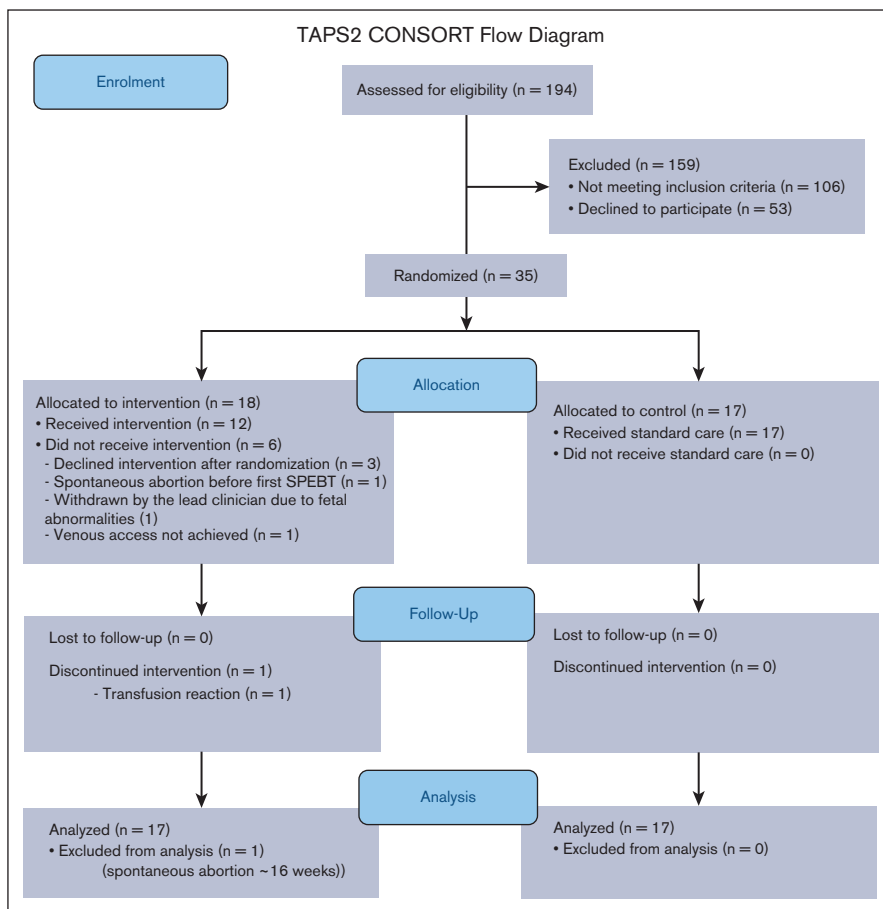 TAPS2 CONSORT Flow Diagram
Enrolment
Assessed for eligibility (n = 194)
Excluded (n = 159)
• Not meeting inclusion criteria (n = 106)
• Declined to participate (n = 53)
Randomized (n = 35)
Allocation
Allocated to intervention (n = 18)
• Received intervention (n = 12)
• Did not receive intervention (n = 6)
- Declined intervention after randomization (n = 3)
- Spontaneous abortion before first SPEBT (n = 1)
- Withdrawn by the lead clinician due to fetal
abnormalities (1)
- Venous access not achieved (n = 1)
Allocated to control (n = 17)
• Received standard care (n = 17)
• Did not receive standard care (n = 0)
Follow-Up
Lost to follow-up (n = 0)
Discontinued intervention (n = 1)
- Transfusion reaction (n = 1)
Lost to follow-up (n = 0)
Discontinued intervention (n = 0)
Analysis
Analyzed (n = 17)
• Excluded from analysis (n = 1)
(spontaneous abortion ~16 weeks))
Analyzed (n = 17)
• Excluded from analysis (n = 0)